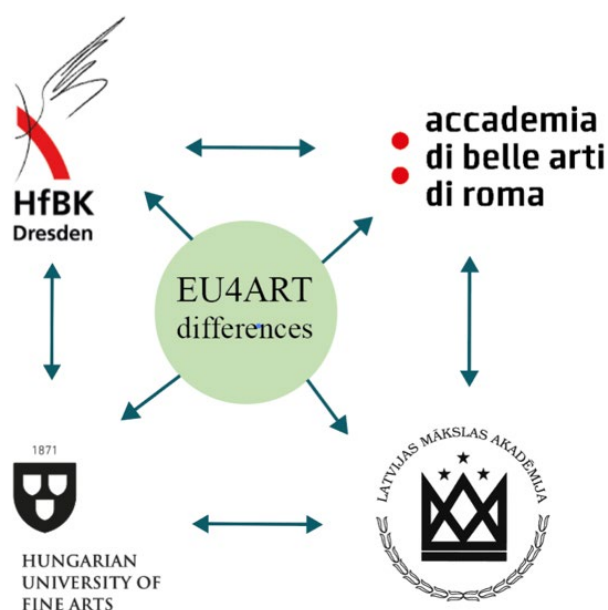 HfBK
Dresden
accademia
di belle arti
di roma
EU4ART
differences
1871
HUNGARIAN
UNIVERSITY OF
FINE ARTS
LATVIJAS MĀKSLAS AKADĒMIJA